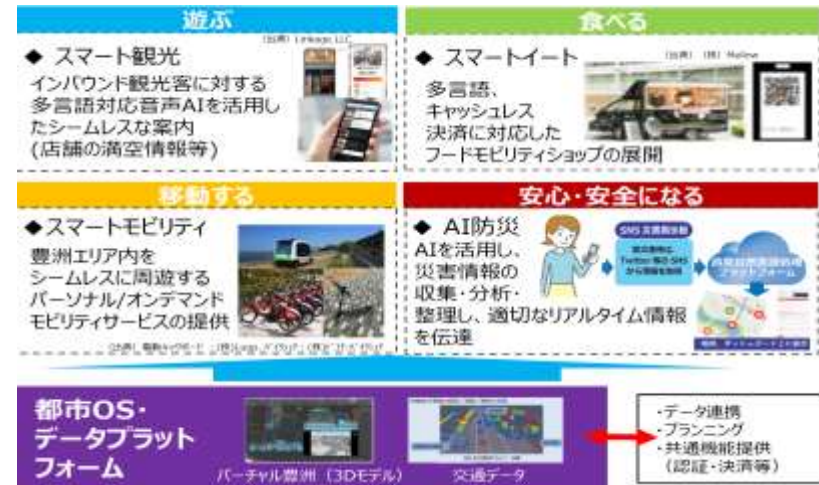 遊ぶ
◆ スマート観光
(出典) Linkage LLC
インバウンド観光客に対する
多言語対応音声AIを活用し
たシームレスな案内
(店舗の満空情報等)
食べる
◆ スマートイート
(出典) (株) Mellow
多言語、
キャッシュレス
決済に対応した
フードモビリティショップの展開
移動する
◆スマートモビリティ
豊洲エリア内を
シームレスに周遊する
パーソナル/オンデマンド
モビリティサービスの提供
安心・安全になる
◆ AI防災
AIを活用し、
災害情報の
収集・分析・
整理し、適切なリアルタイム情報
を伝達
都市OS・
データプラット
フォーム
バーチャル豊洲 (3Dモデル)
交通データ
・データ連携
・プランニング
・共通機能提供
(認証・決済等)